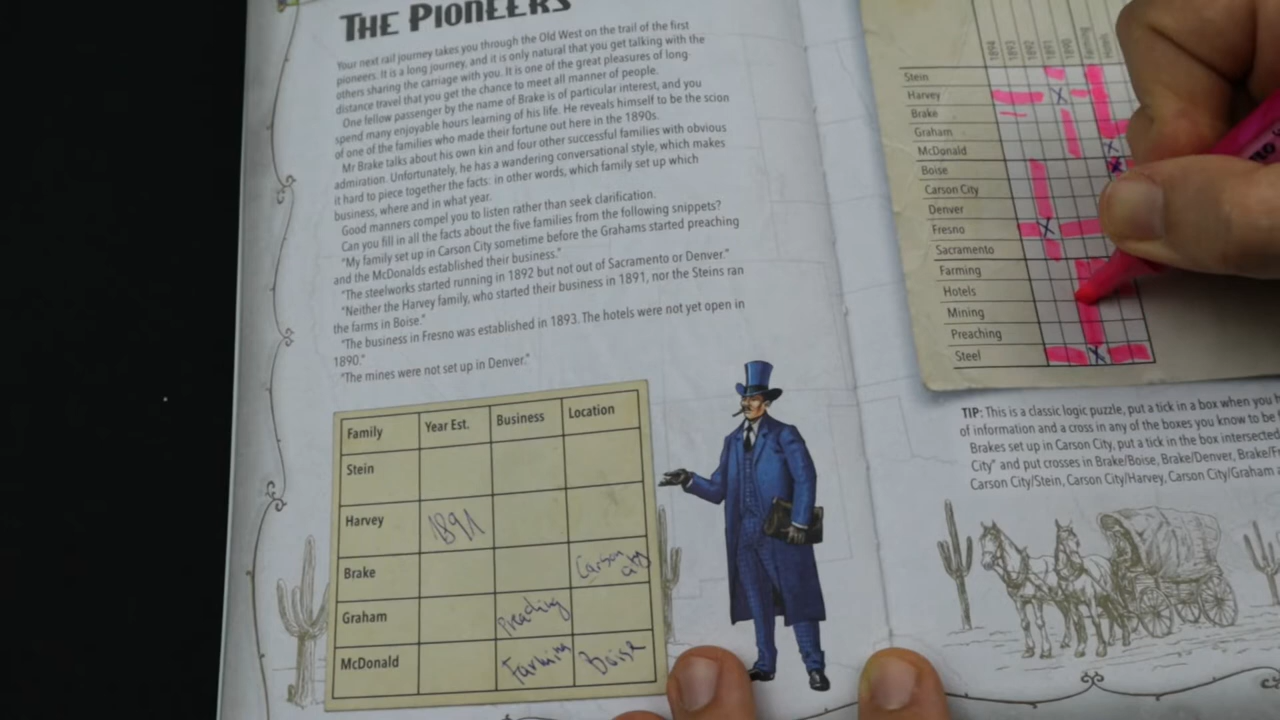 THE PIONEERS
Your next rail journey takes you through the Old West on the trail of the first
pioneers. It is a long journey, and it is only natural that you get talking with the
others sharing the carriage with you. It is one of the great pleasures of long-
distance travel that you get the chance to meet all manner of people.
One fellow passenger by the name of Brake is of particular interest, and you
spend many enjoyable hours learning of his life. He reveals himself to be the scion
of one of the families who made their fortune out here in the 1890s.
Mr Brake talks about his own kin and four other successful families with obvious
admiration. Unfortunately, he has a wandering conversational style, which makes
it hard to piece together the facts: in other words, which family set up which
business, where and in what year.
Good manners compel you to listen rather than seek clarification.
Can you fill in all the facts about the five families from the following snippets?
"My family set up in Carson City sometime before the Grahams started preaching
and the McDonalds established their business."
"The steelworks started running in 1892 but not out of Sacramento or Denver."
"Neither the Harvey family, who started their business in 1891, nor the Steins ran
the farms in Boise."
"The business in Fresno was established in 1893. The hotels were not yet open in
1890."
"The mines were not set up in Denver."
Family Year Est. Business Location
Stein
Harvey 1891
Brake Carson City
Graham Preaching
McDonald Farming Boise
1894 1893 1892 1891 1890 Farming Hotels
Stein
Harvey
Brake
Graham
McDonald
Boise
Carson City
Denver
Fresno
Sacramento
Farming
Hotels
Mining
Preaching
Steel
TIP: This is a classic logic puzzle, put a tick in a box when you
of information and a cross in any of the boxes you know to be
Brakes set up in Carson City, put a tick in the box intersected
City" and put crosses in Brake/Boise, Brake/Denver,
Carson City/Stein, Carson City/Harvey, Carson City/Graham